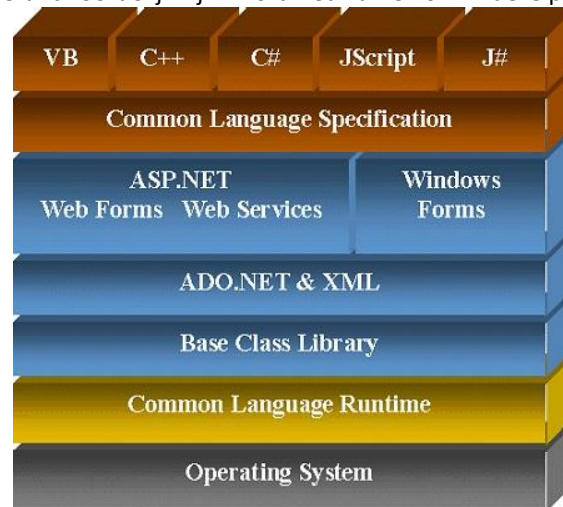 VB C++ C# JScript J#
Common Language Specification
ASP.NET
Web Forms Web Services
Windows
Forms
ADO.NET & XML
Base Class Library
Common Language Runtime
Operating System